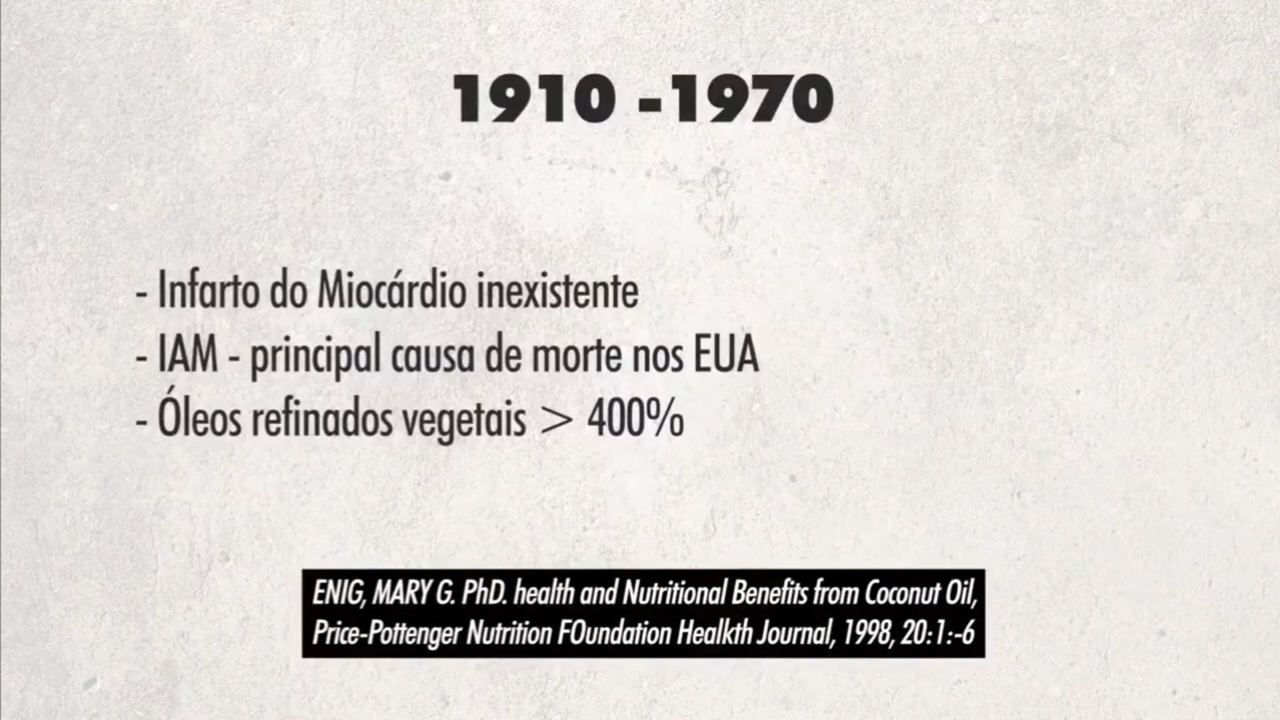 1910 -1970
- Infarto do Miocárdio inexistente
- IAM - principal causa de morte nos EUA
- Óleos refinados vegetais > 400%
ENIG, MARY G. PhD. health and Nutritional Benefits from Coconut Oil,
Price-Pottenger Nutrition FOundation Healkth Journal, 1998, 20:1:-6